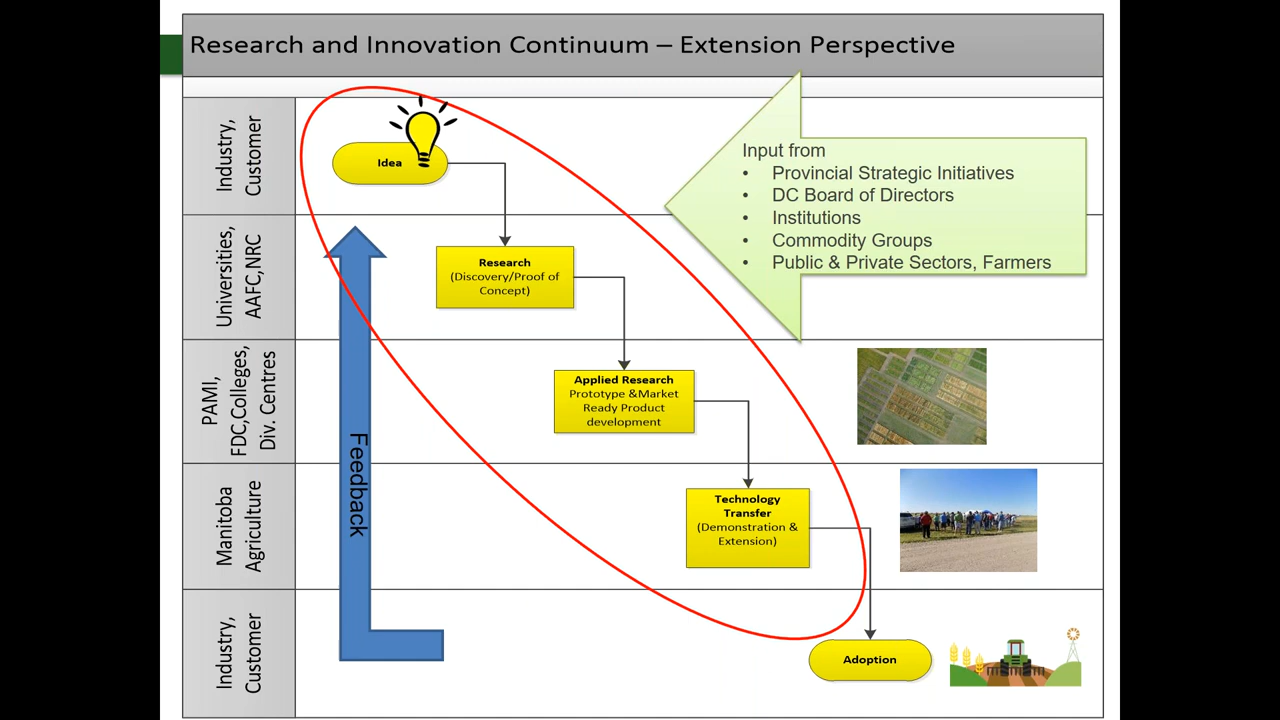 Research and Innovation Continuum – Extension Perspective
Industry,
Customer
Idea
Input from
• Provincial Strategic Initiatives
• DC Board of Directors
• Institutions
• Commodity Groups
• Public & Private Sectors, Farmers
Universities,
AAFC,NRC
Research
(Discovery/Proof of
Concept)
PAMI,
FDC,Colleges,
Div. Centres
Applied Research
Prototype &Market
Ready Product
development
Feedback
Manitoba
Agriculture
Technology
Transfer
(Demonstration &
Extension)
Industry,
Customer
Adoption